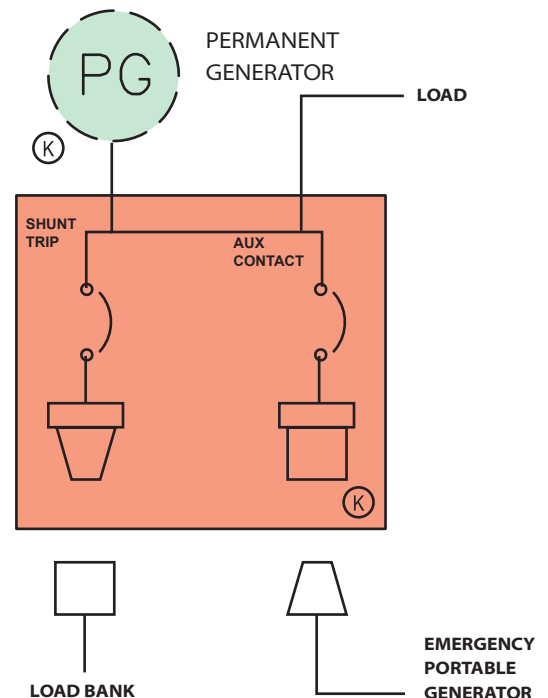 PG
PERMANENT
GENERATOR
LOAD
K
SHUNT
TRIP
AUX
CONTACT
K
LOAD BANK
EMERGENCY
PORTABLE
GENERATOR